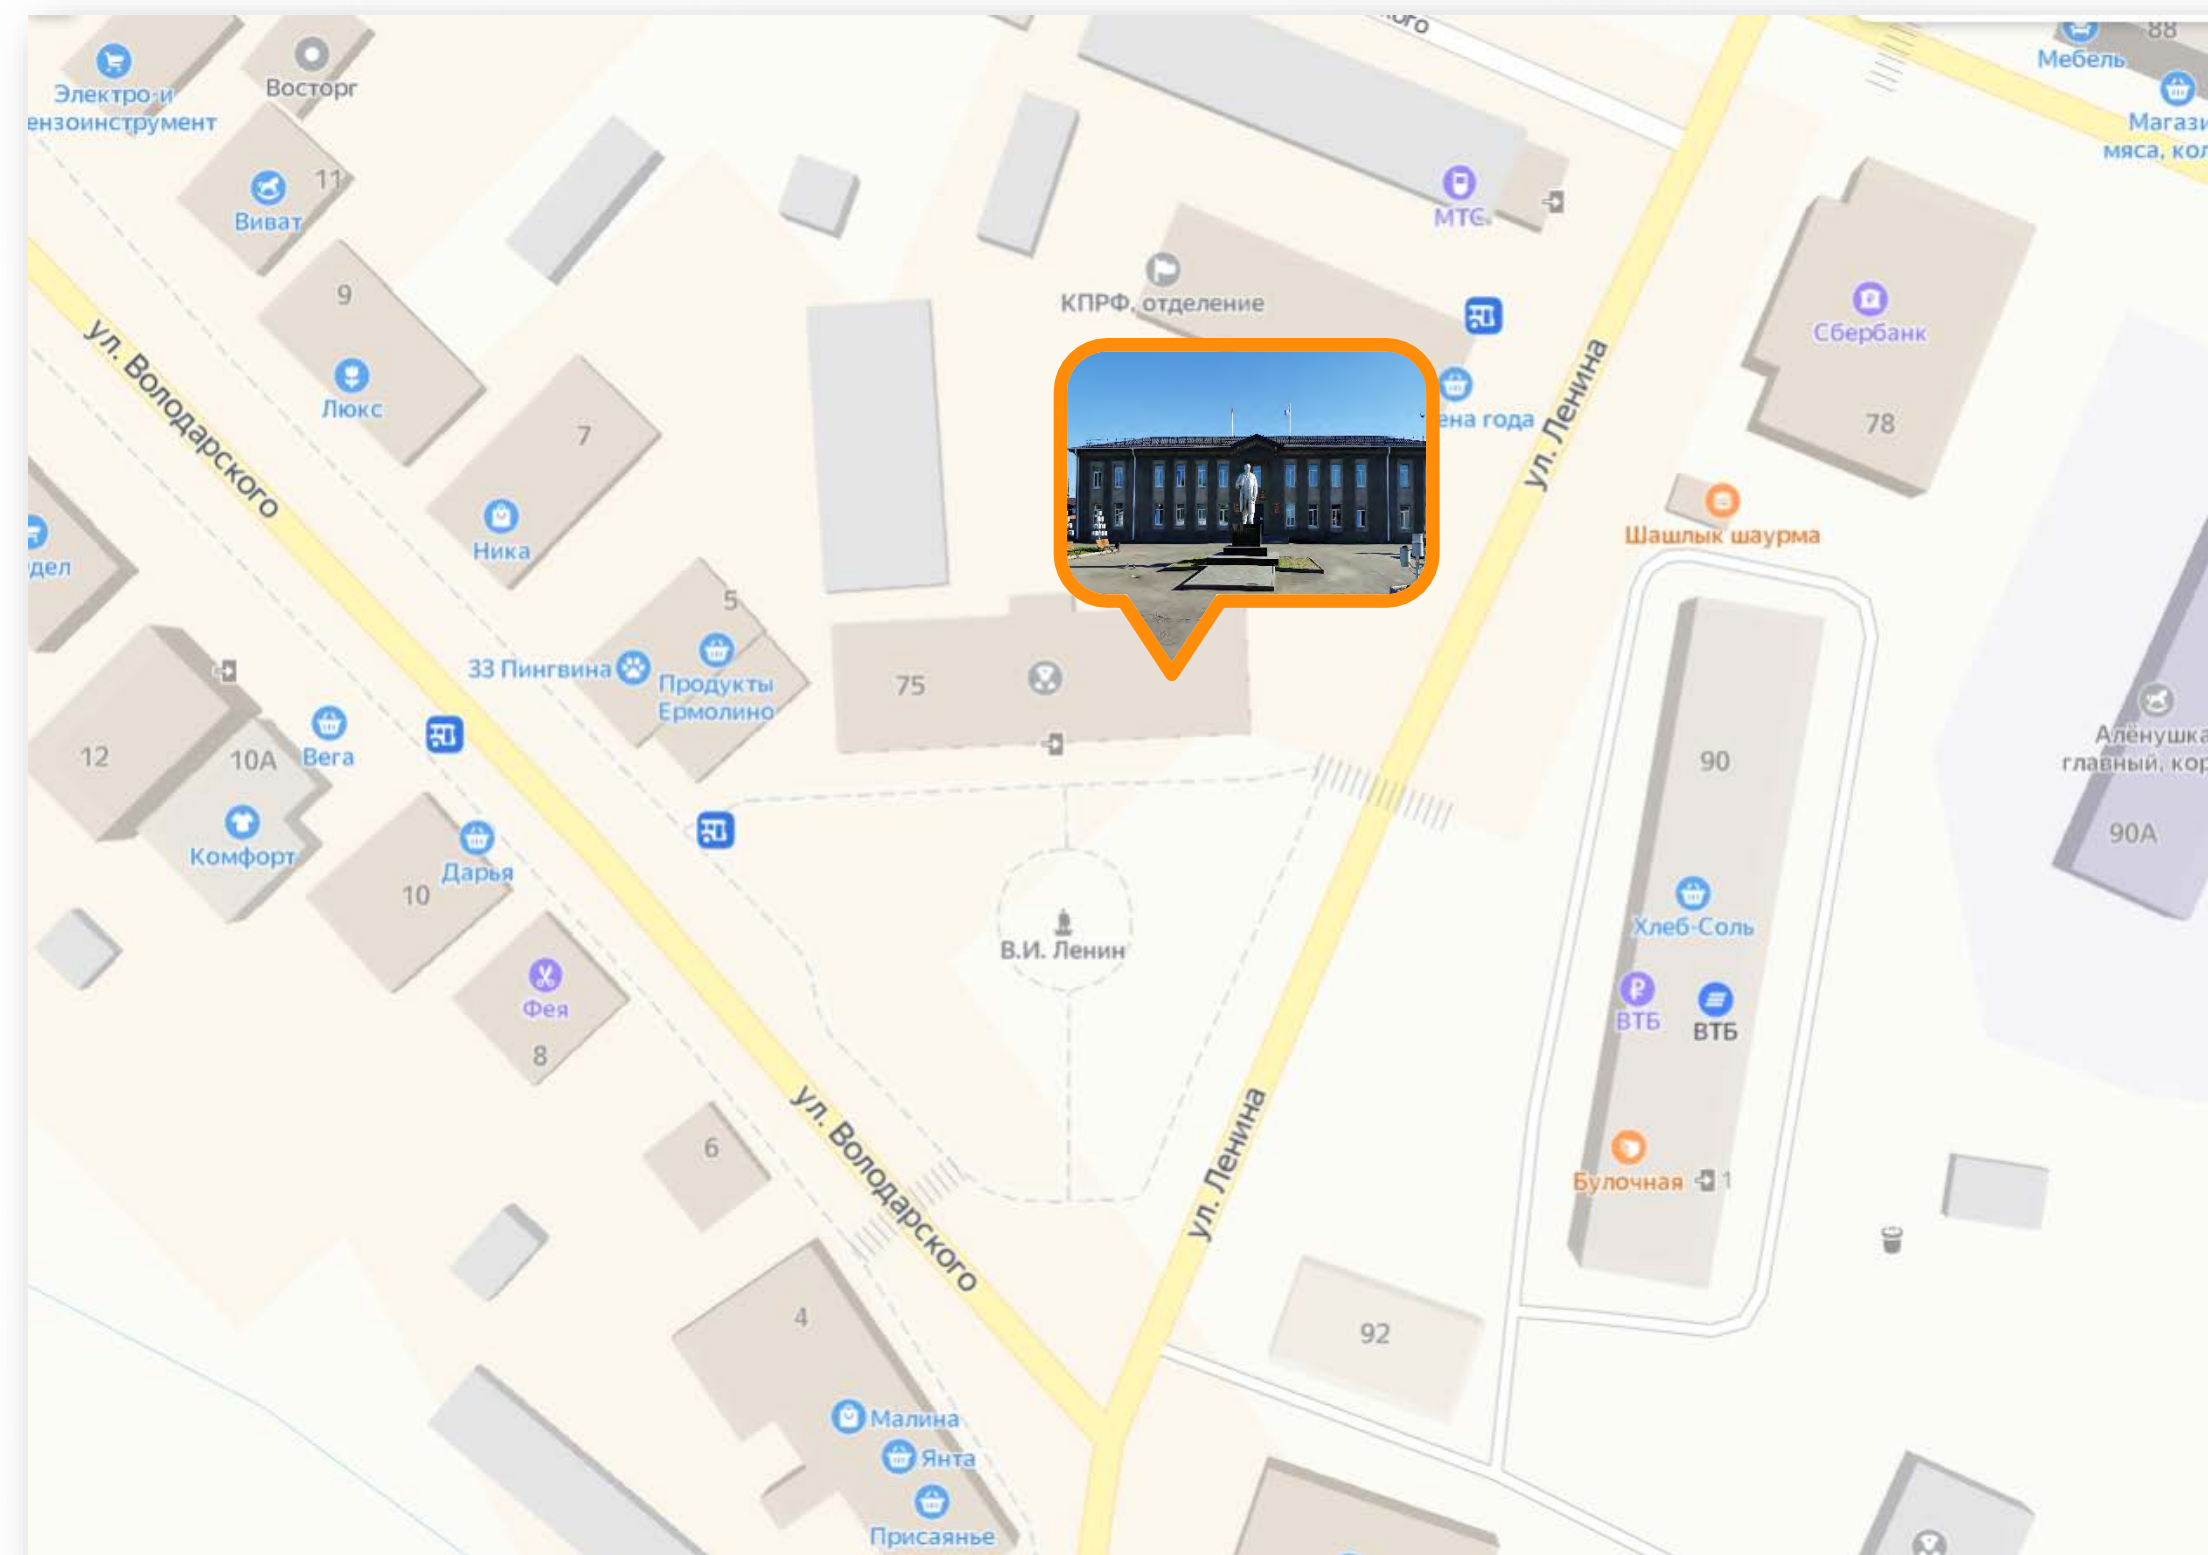 88
Мебель
Электро-и
ензоинструмент
Восторг
Магази
мяса, кол
11
Виват
МТС
9
КПРФ, отделение
Сбербанк
ул. Володарского
Люкс
ул. Ленина
ена года
78
7
Ника
Шашлык шаурма
дел
5
33 Пингвина
Продукты
Ермолино
75
12
10А
Вега
90
Алёнушка
главный, кор
90А
Комфорт
Дарья
10
Хлеб-Соль
В.И. Ленин
Фея
8
ВТБ
ВТБ
ул. Володарского
ул. Ленина
6
Булочная
1
4
92
Малина
Янта
Присаянье